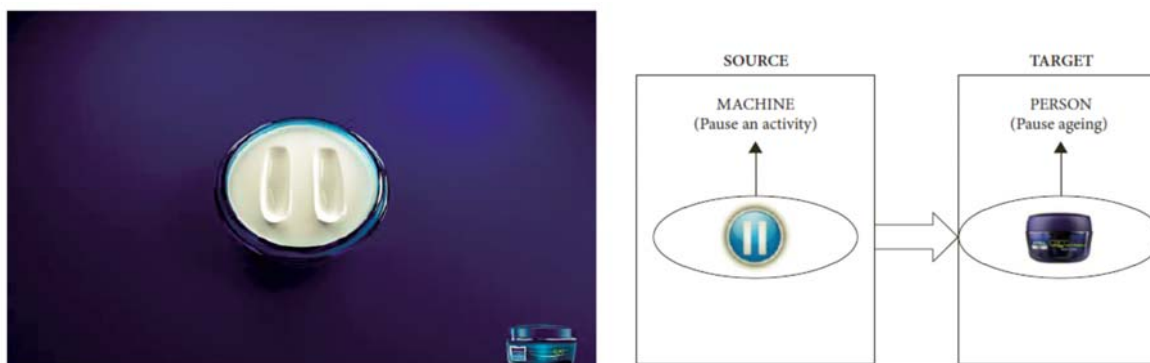 SOURCE
MACHINE
(Pause an activity)
TARGET
PERSON
(Pause ageing)